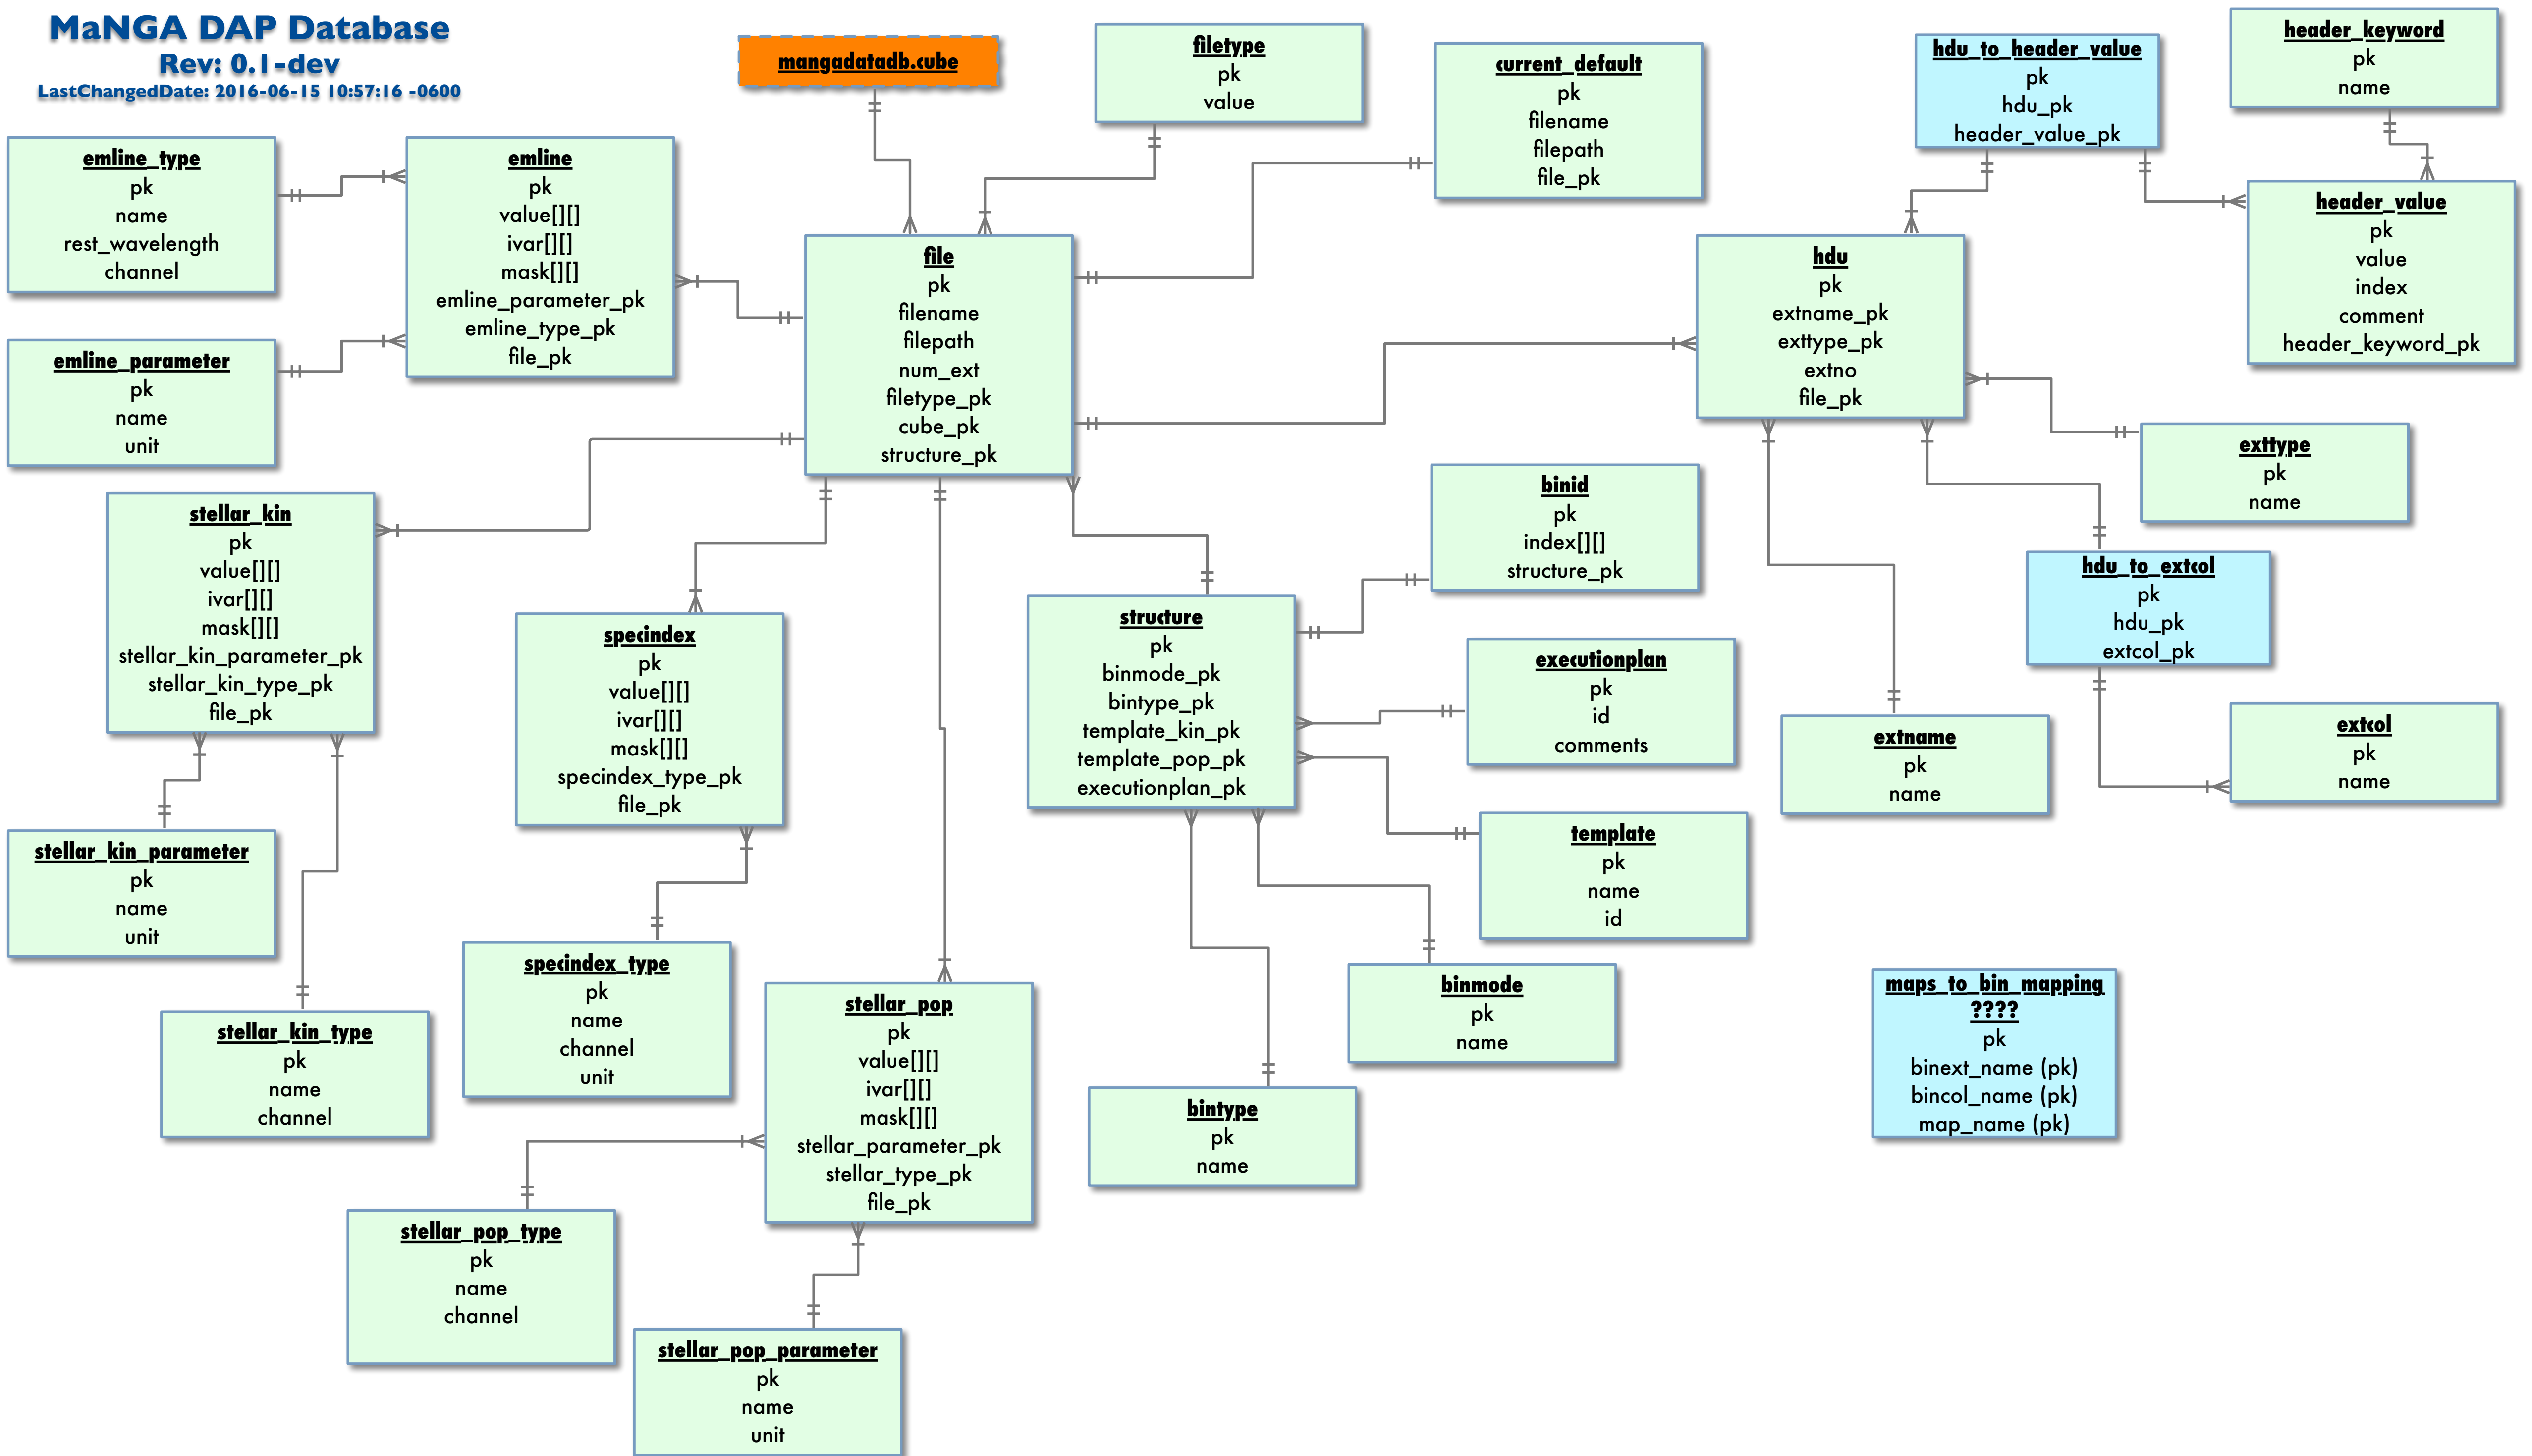 MaNGA DAP Database
Rev: 0.1-dev
LastChangedDate: 2016-06-15 10:57:16 -0600
mangadatadb.cube
filetype
pk
value
current_default
pk
filename
filepath
file_pk
hdu_to_header_value
pk
hdu_pk
header_value_pk
header_keyword
pk
name
emline_type
pk
name
rest_wavelength
channel
emline
pk
value[][]
ivar[][]
mask[][]
emline_parameter_pk
emline_type_pk
file_pk
file
pk
filename
filepath
num_ext
filetype_pk
cube_pk
structure_pk
hdu
pk
extname_pk
exttype_pk
extno
file_pk
header_value
pk
value
index
comment
header_keyword_pk
emline_parameter
pk
name
unit
exttype
pk
name
binid
pk
index[][]
structure_pk
stellar_kin
pk
value[][]
ivar[][]
mask[][]
stellar_kin_parameter_pk
stellar_kin_type_pk
file_pk
specindex
pk
value[][]
ivar[][]
mask[][]
specindex_type_pk
file_pk
structure
pk
binmode_pk
bintype_pk
template_kin_pk
template_pop_pk
executionplan_pk
executionplan
pk
id
comments
hdu_to_extcol
pk
hdu_pk
extcol_pk
extname
pk
name
extcol
pk
name
template
pk
name
id
stellar_kin_parameter
pk
name
unit
specindex_type
pk
name
channel
unit
stellar_kin_type
pk
name
channel
stellar_pop
pk
value[][]
ivar[][]
mask[][]
stellar_parameter_pk
stellar_type_pk
file_pk
binmode
pk
name
maps_to_bin_mapping
????
pk
binext_name (pk)
bincol_name (pk)
map_name (pk)
bintype
pk
name
stellar_pop_type
pk
name
channel
stellar_pop_parameter
pk
name
unit